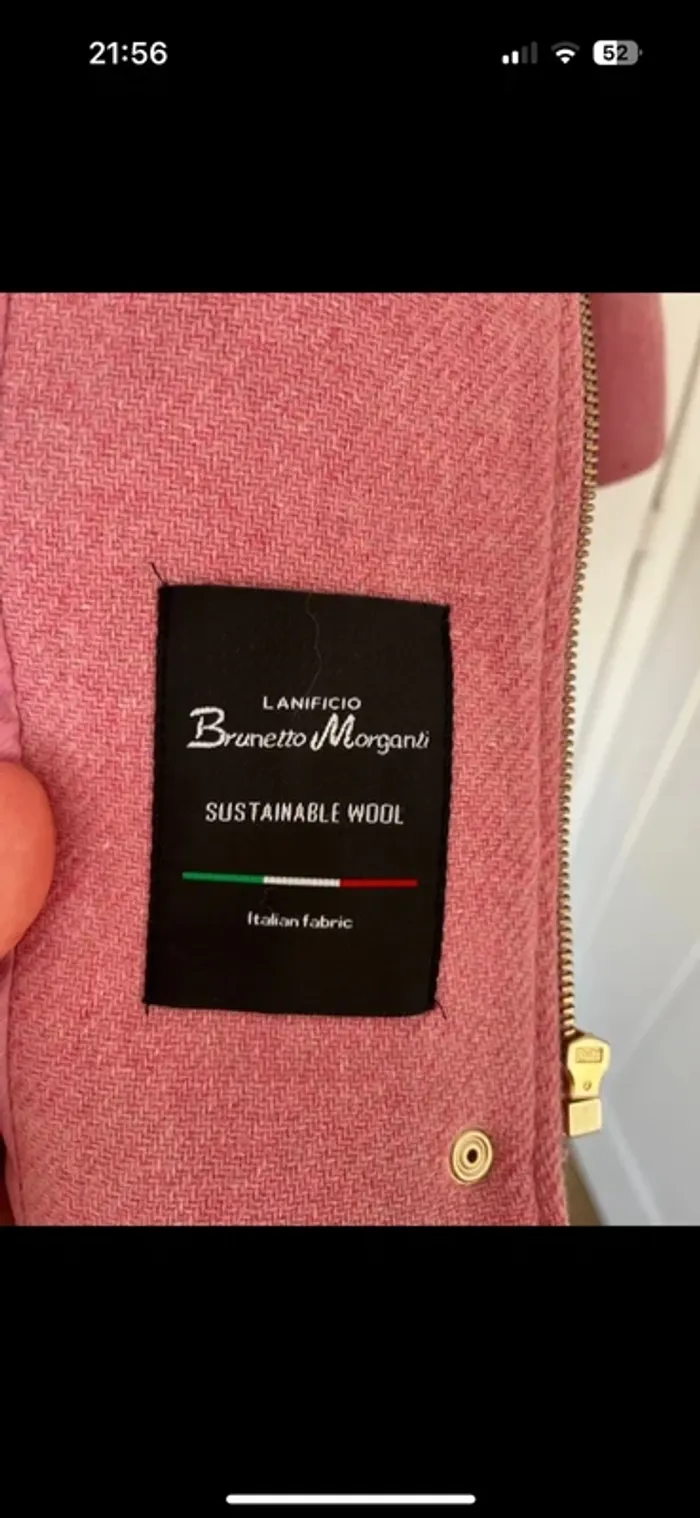 21:56
52
LANIFICIO
Brunetto Morganti
SUSTAINABLE WOOL
Italian fabric